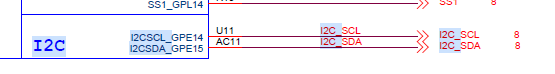 SS1_GPL14 SS1 8
U11 I2C_SCL
I2CSCL_GPE14 I2C_SCL 8
I2C I2CSDA_GPE15 AC11 I2C_SDA I2C_SDA 8